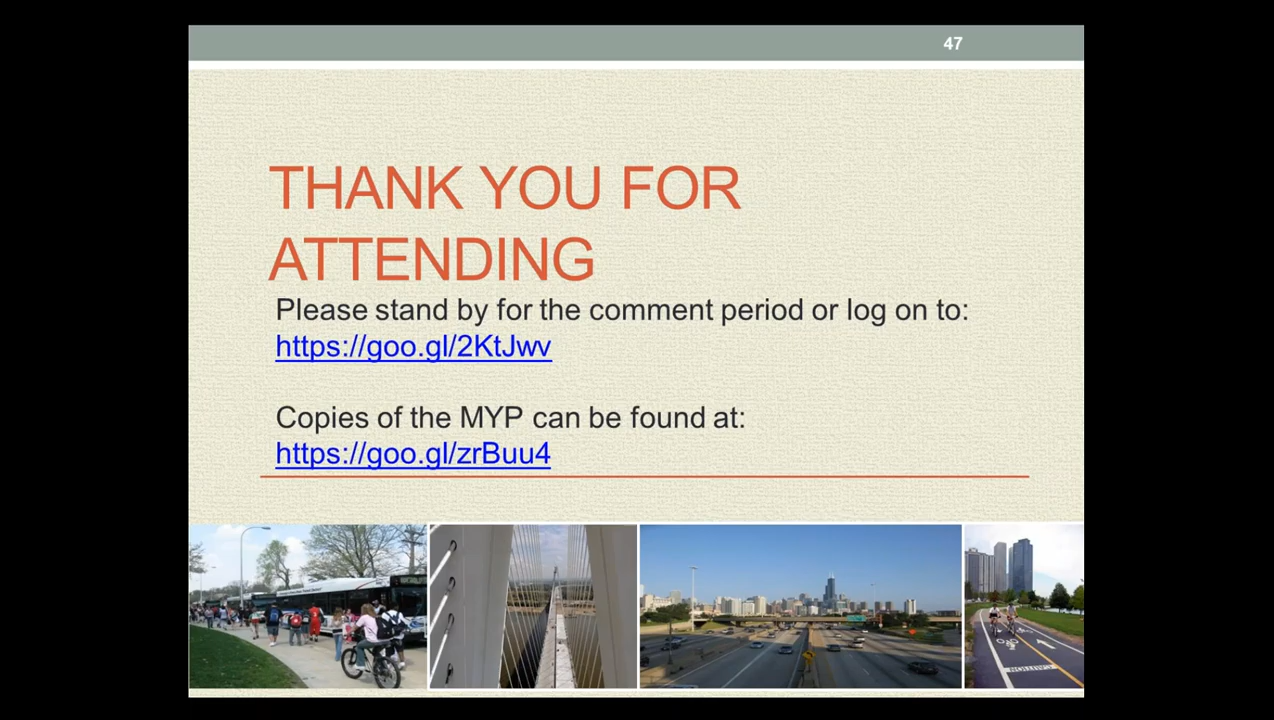 47
THANK YOU FOR
ATTENDING
Please stand by for the comment period or log on to:
https://goo.gl/2KtJwv
Copies of the MYP can be found at:
https://goo.gl/zrBuu4